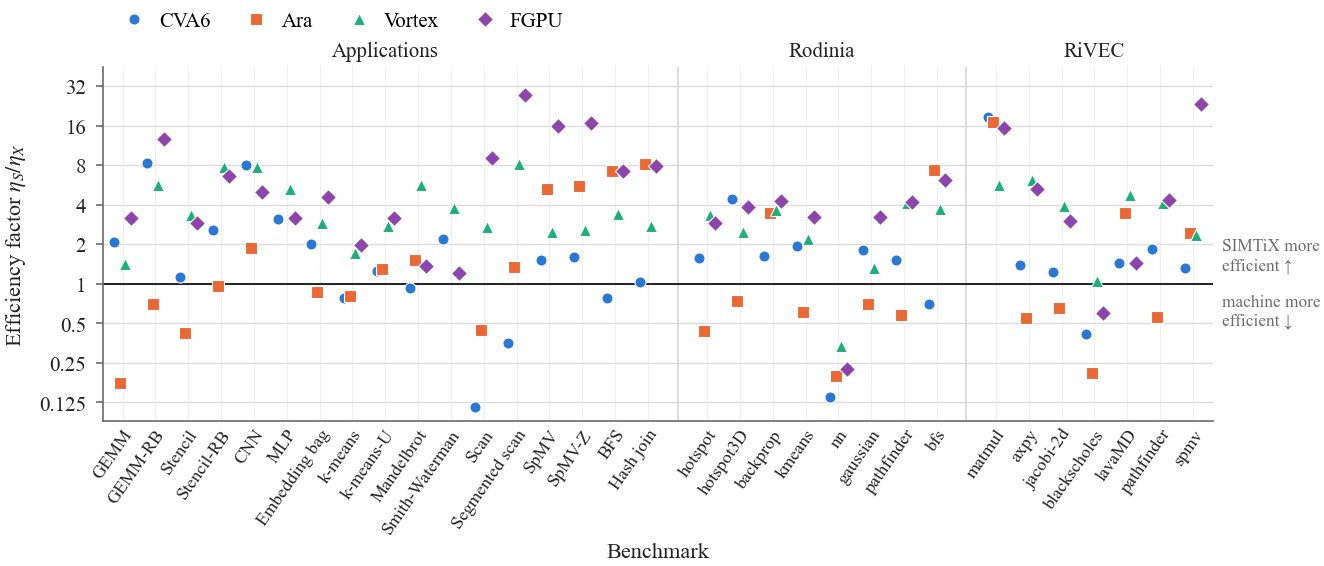 CVA6 Ara Vortex FGPU
Applications Rodinia RiVEC
Efficiency factor ηS/ηX
32
16
8
4
2
1
0.5
0.25
0.125
SIMTiX more
efficient ↑
machine more
efficient ↓
GEMM
GEMM-RB
Stencil
Stencil-RB
CNN
MLP
Embedding bag
k-means
k-means-U
Mandelbrot
Smith-Waterman
Scan
Segmented scan
SpMV
SpMV-Z
BFS
Hash join
hotspot
hotspot3D
backprop
kmeans
nn
gaussian
pathfinder
bfs
matmul
axpy
jacobi-2d
blackscholes
lavaMD
pathfinder
spmv
Benchmark